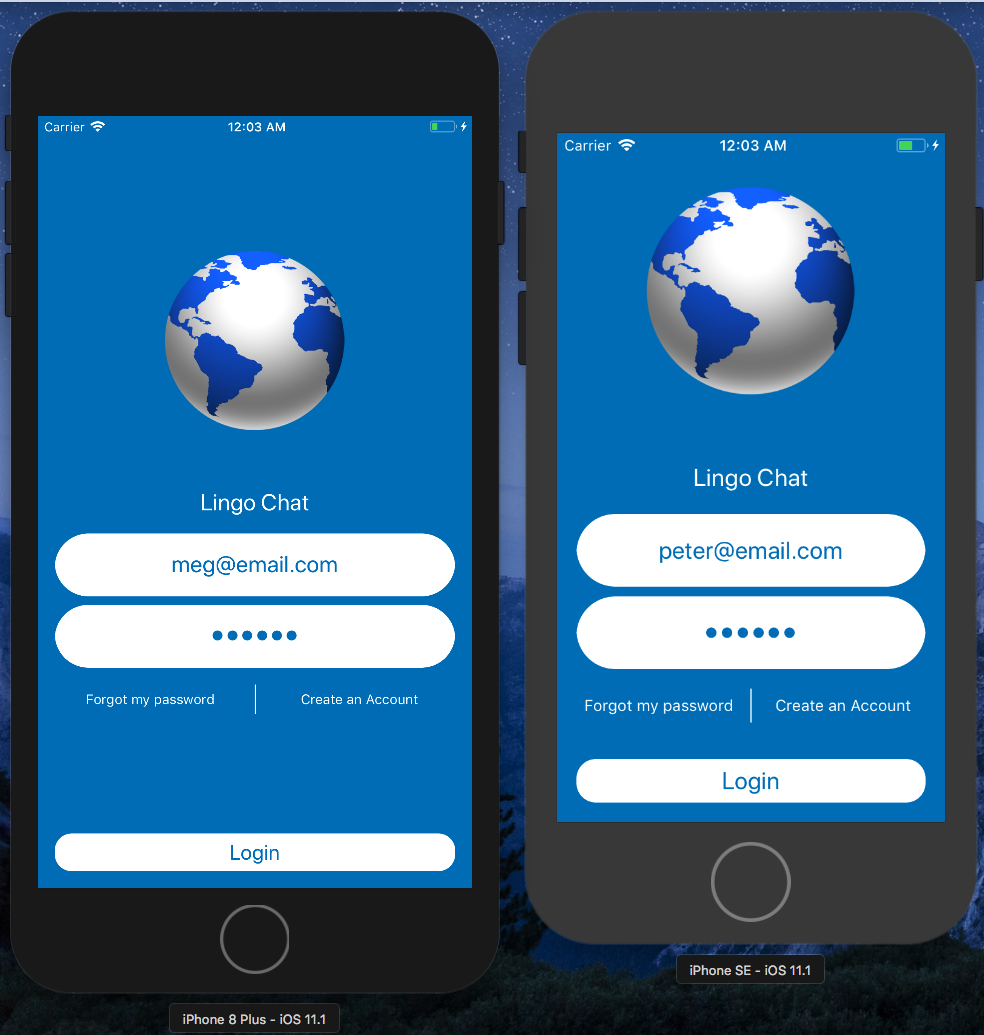 Carrier 12:03 AM
Lingo Chat
meg@email.com
Forgot my password Create an Account
Login
iPhone 8 Plus - iOS 11.1
Carrier 12:03 AM
Lingo Chat
peter@email.com
Forgot my password Create an Account
Login
iPhone SE - iOS 11.1